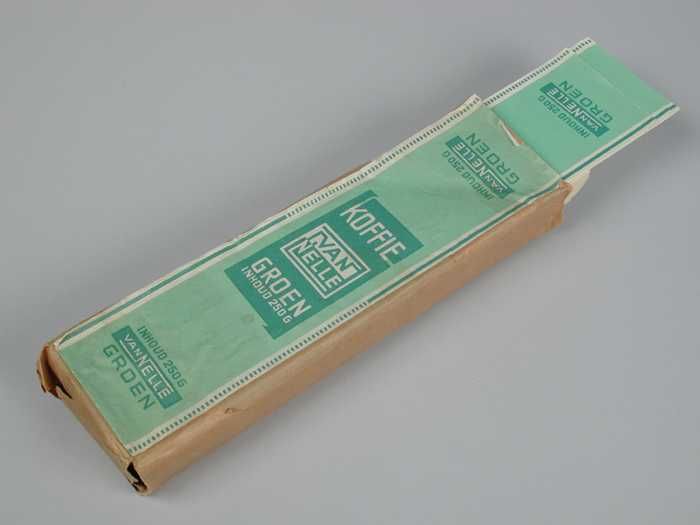 INHOUD 250 G
VAN NELLE
GROEN
INHOUD 250 G
VAN NELLE
GROEN
KOFFIE
VAN
NELLE
GROEN
INHOUD 250 G
INHOUD 250 G
VAN NELLE
GROEN